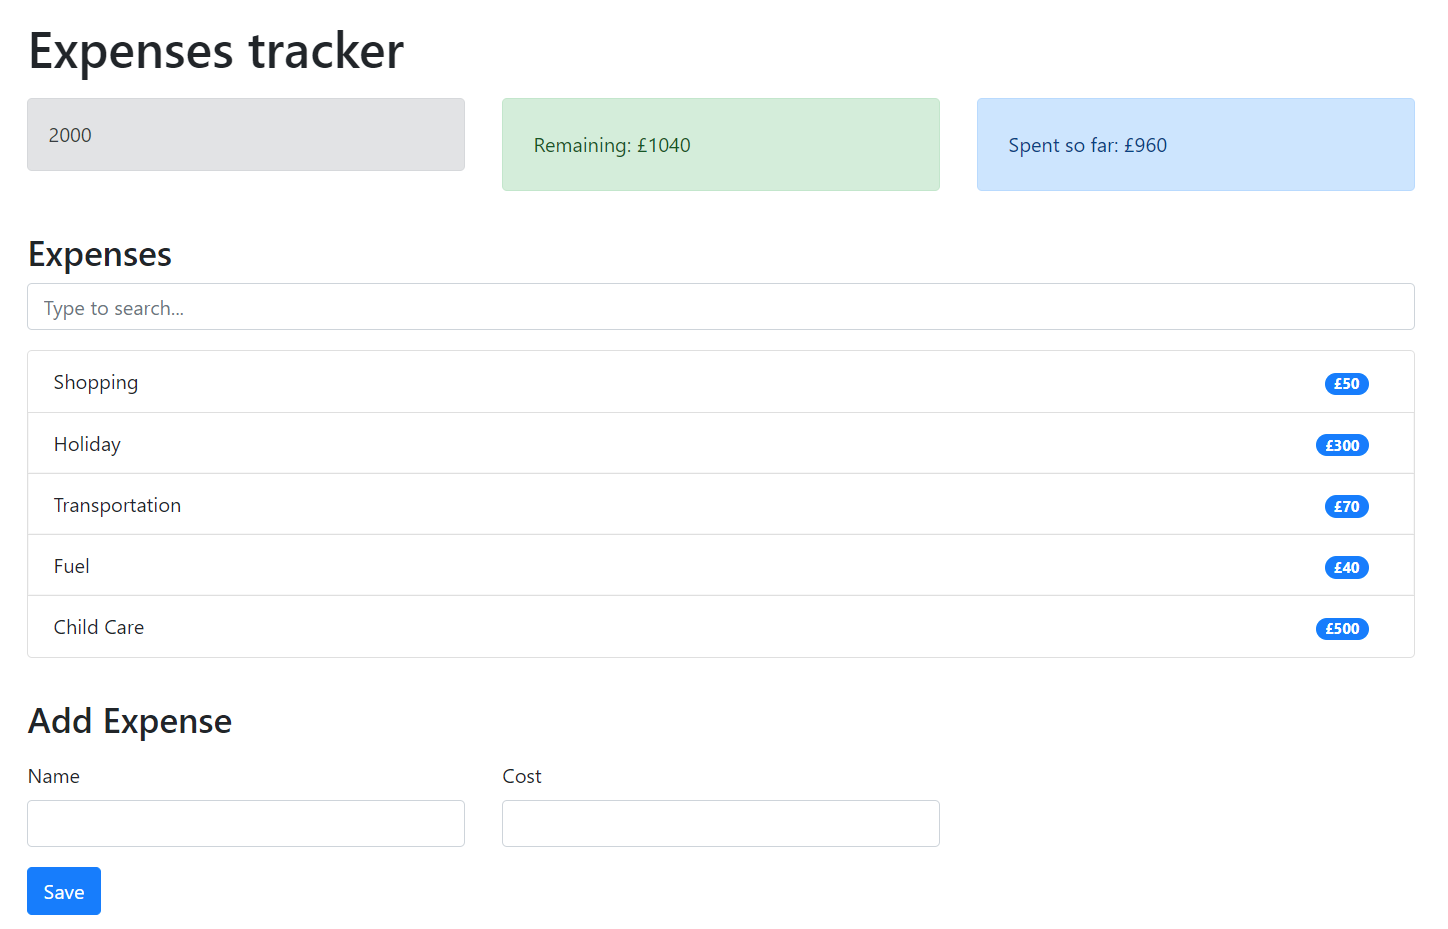 Expenses tracker
2000
Remaining: £1040
Spent so far: £960
Expenses
Type to search...
Shopping £50
Holiday £300
Transportation £70
Fuel £40
Child Care £500
Add Expense
Name Cost
Save